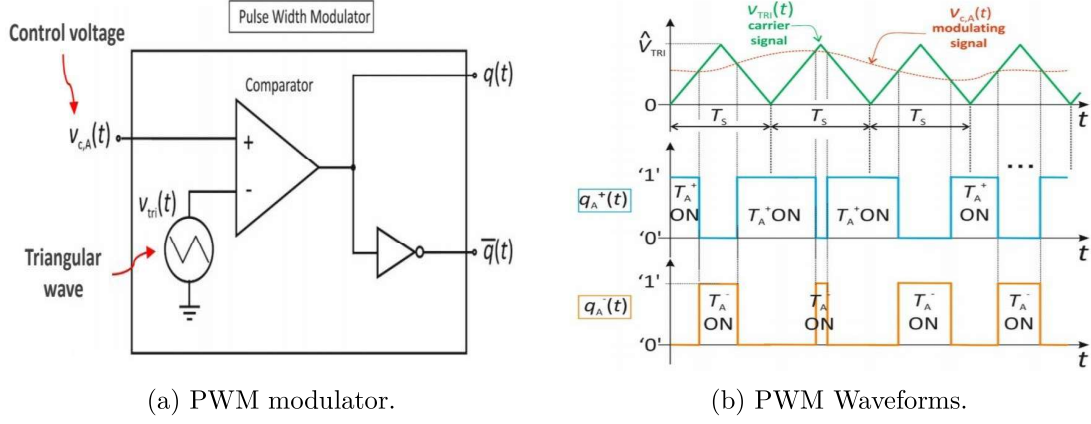 Pulse Width Modulator
Control voltage
Comparator
q(t)
v_c,A(t)
+
-
v_tri(t)
Triangular
wave
q̅(t)
(a) PWM modulator.
v_TRI(t)
carrier
signal
v_c,A(t)
modulating
signal
V̂_TRI
0
T_S
T_S
T_S
t
...
'1'
q_A⁺(t)
T_A⁺
ON
T_A⁺ON
T_A⁺ON
T_A⁺
ON
'0'
t
'1'
q_A⁻(t)
T_A⁻
ON
T_A⁻
ON
T_A⁻
ON
T_A⁻
ON
'0'
t
(b) PWM Waveforms.